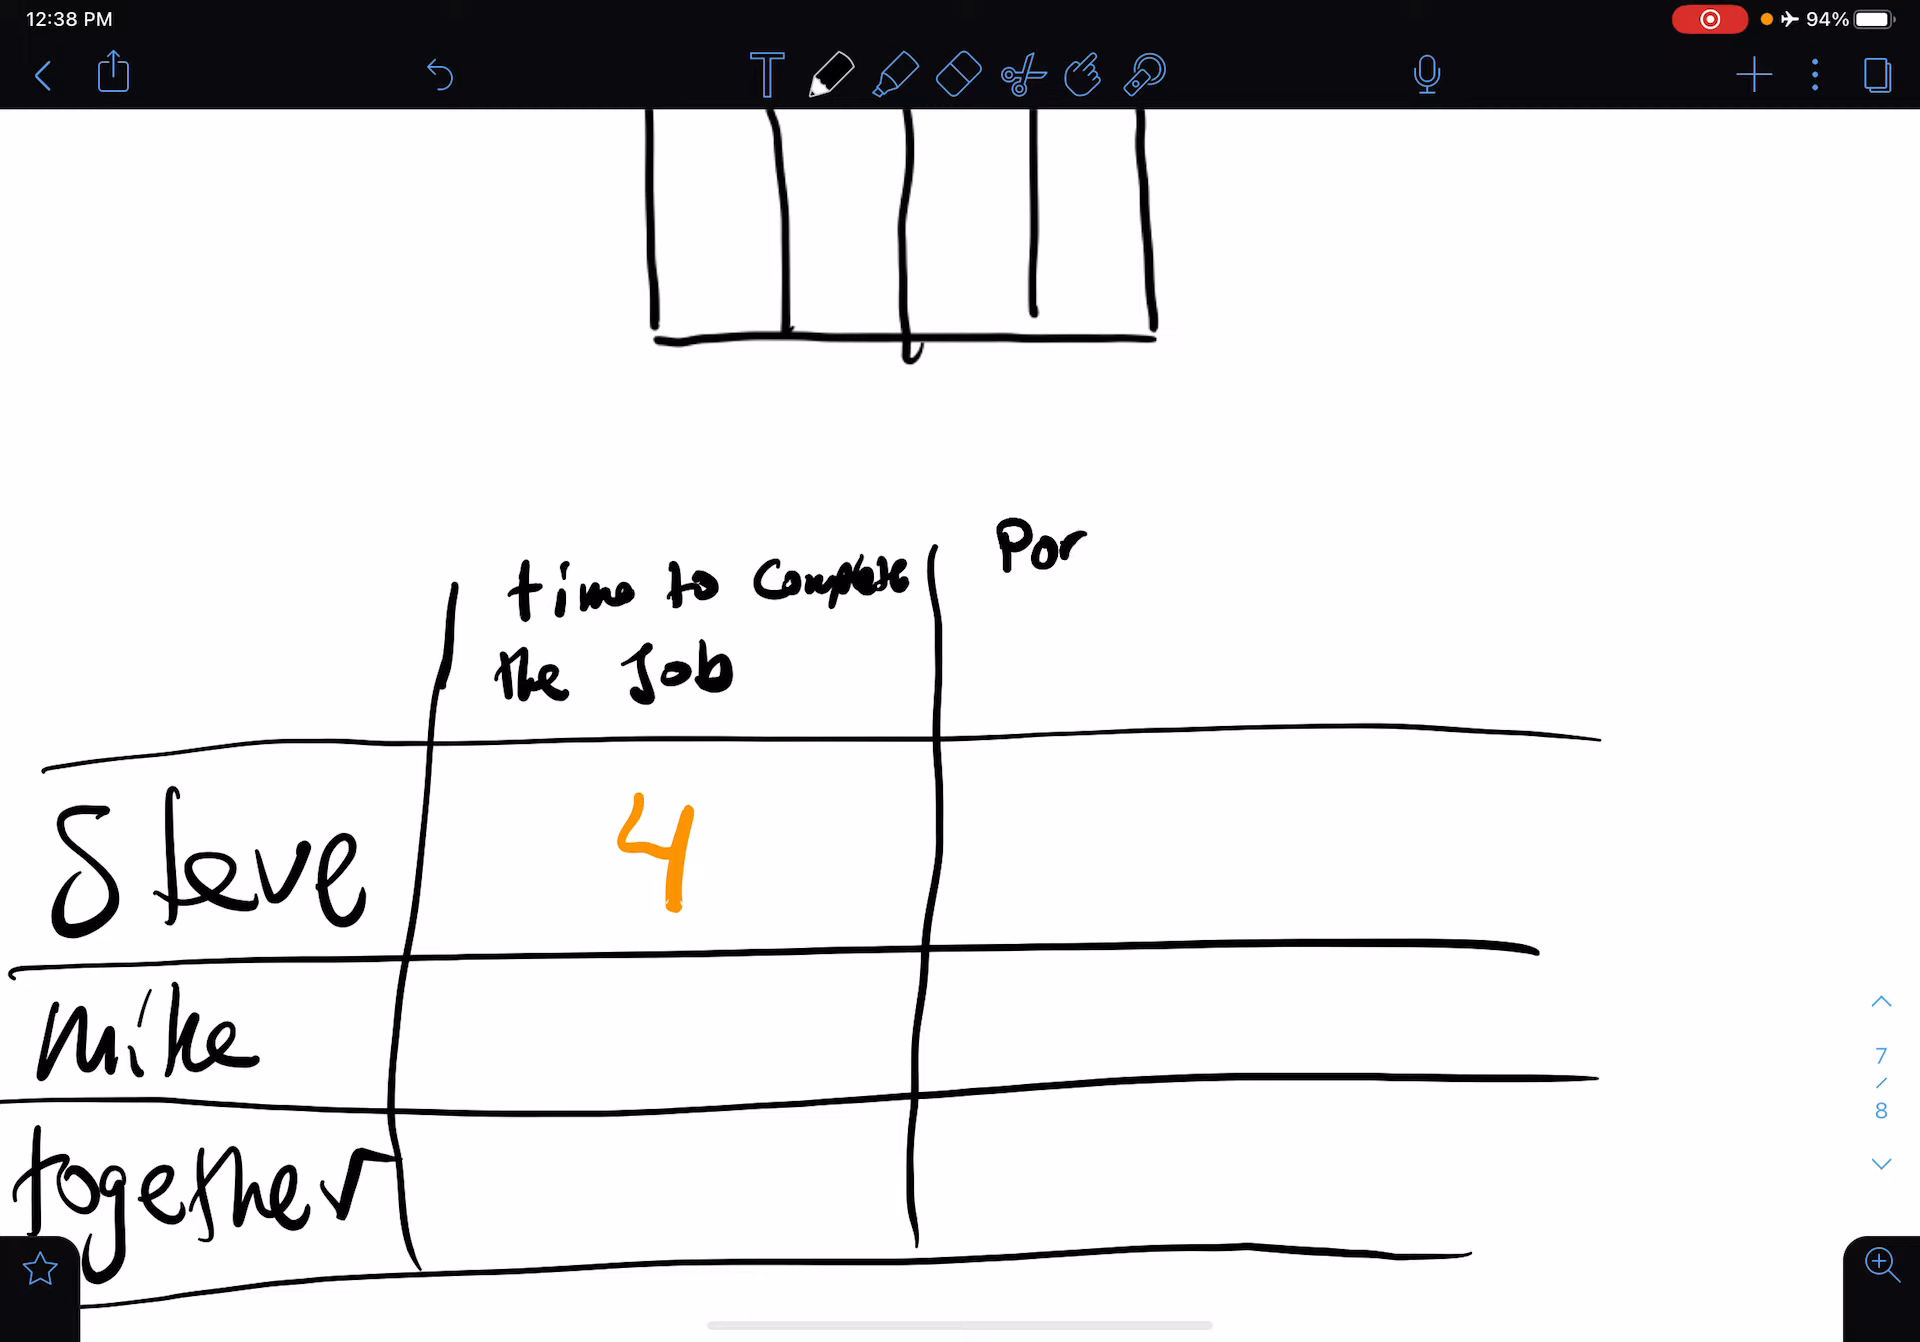 12:38 PM
94%
time to complete
the Job
Por
Steve
4
mike
together
7
/
8